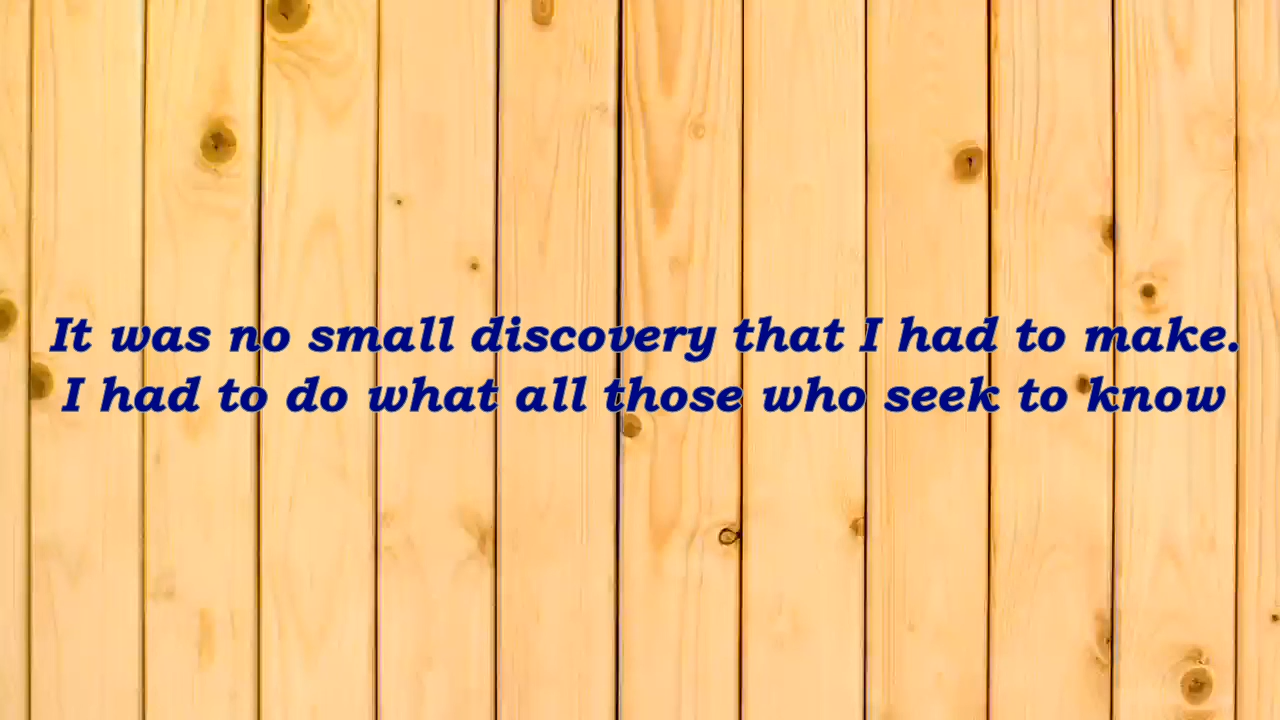 It was no small discovery that I had to make.
I had to do what all those who seek to know